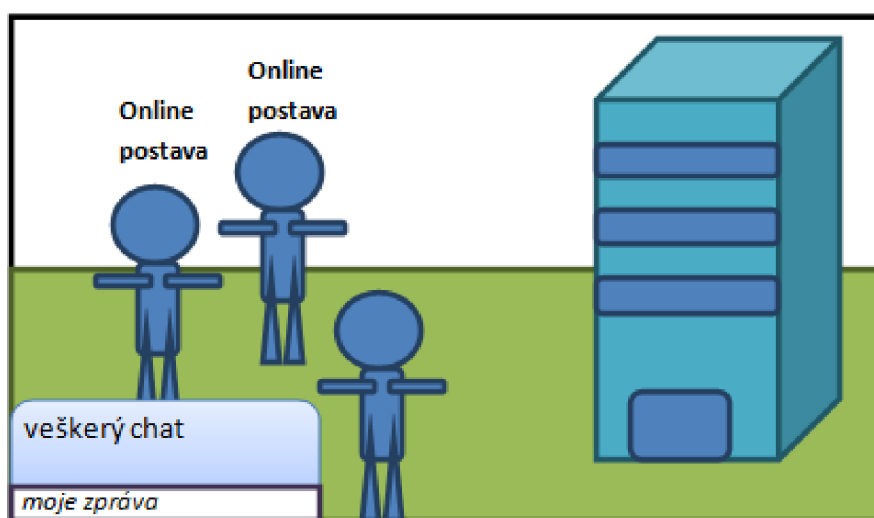 Online
postava
Online
postava
veškerý chat
moje zpráva